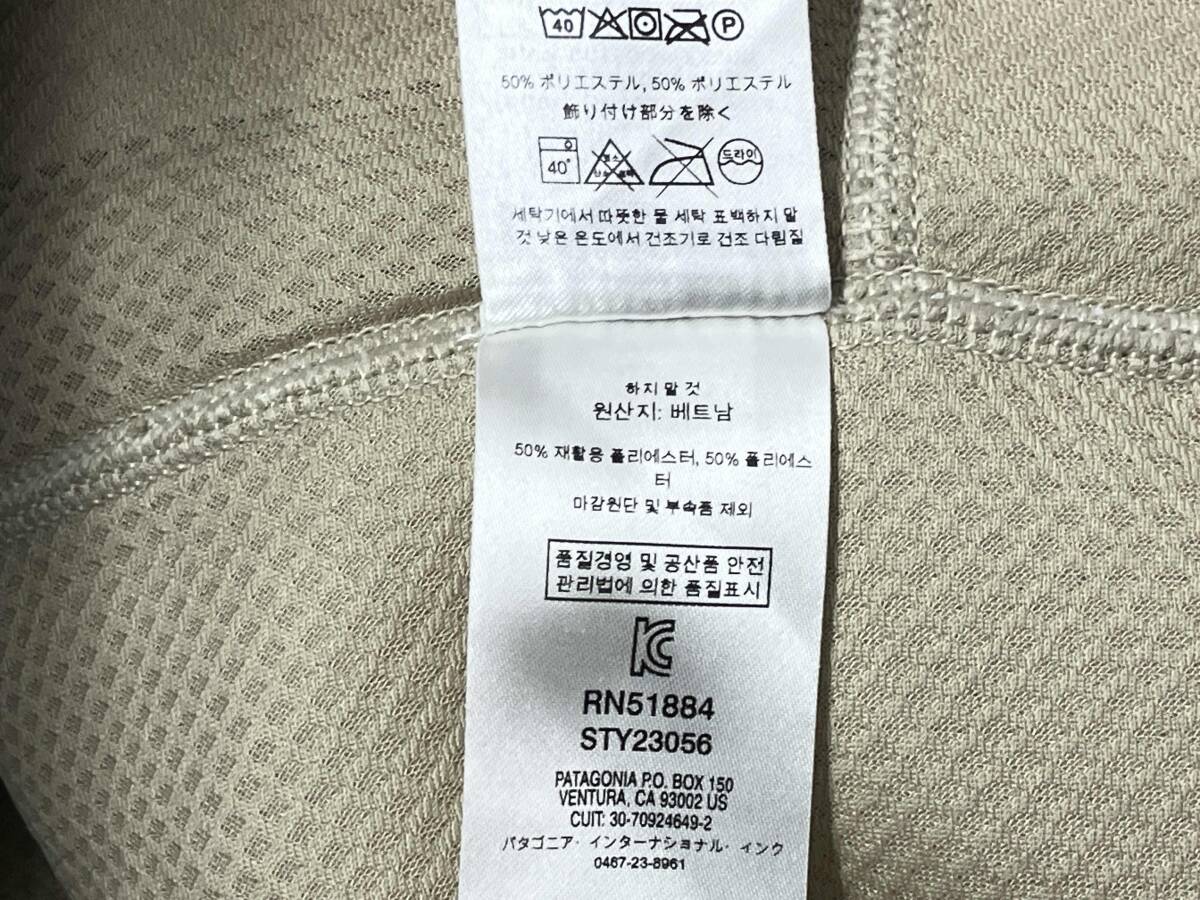 40 P
50% ポリエステル, 50% ポリエステル
飾り付け部分を除く
40° 드라이
세탁기에서 따뜻한 물 세탁 표백하지 말
것 낮은 온도에서 건조기로 건조 다림질
하지 말 것
원산지: 베트남
50% 재활용 폴리에스터, 50% 폴리에스
터
마감원단 및 부속품 제외
품질경영 및 공산품 안전
관리법에 의한 품질표시
KC
RN51884
STY23056
PATAGONIA P.O. BOX 150
VENTURA, CA 93002 US
CUIT: 30-70924649-2
パタゴニア・インターナショナル・インク
0467-23-8961